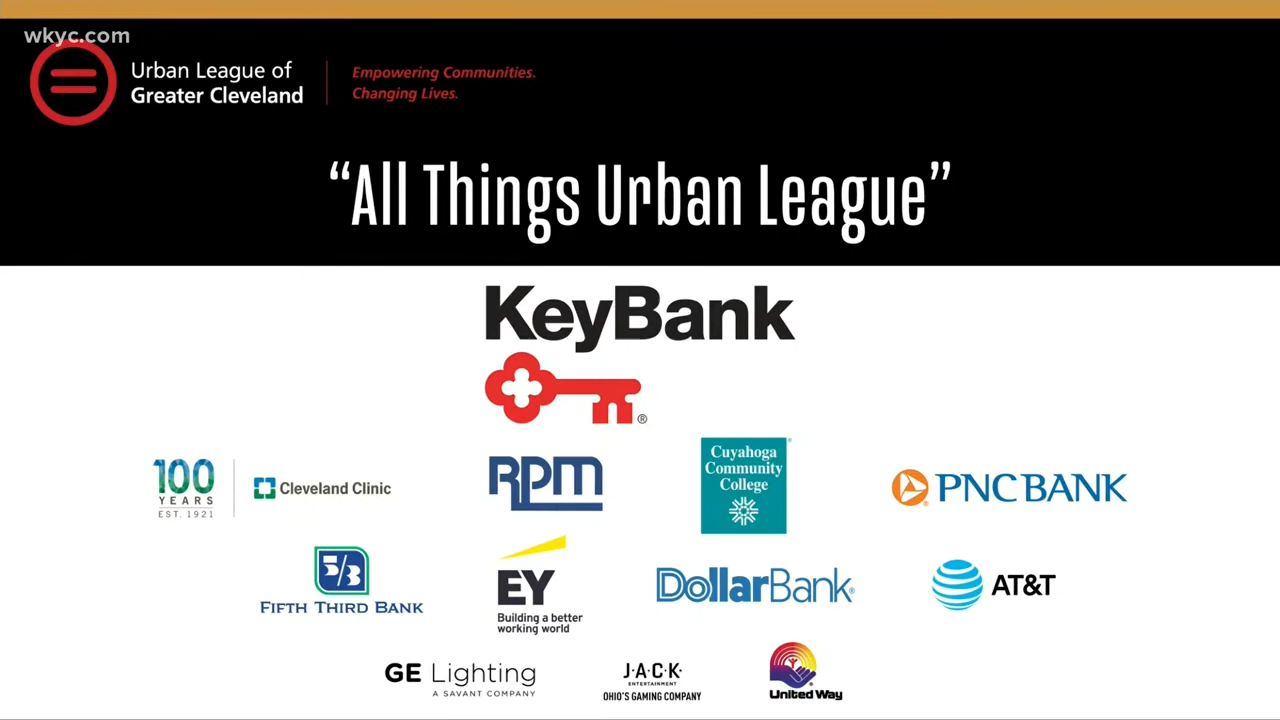 wkyc.com
Urban League of
Greater Cleveland
Empowering Communities.
Changing Lives.
“All Things Urban League”
KeyBank
®
100
YEARS
EST. 1921
Cleveland Clinic
RPM
Cuyahoga
Community
College
®
PNC BANK
®
5/3
FIFTH THIRD BANK
EY
Building a better
working world
DollarBank®
AT&T
GE Lighting
A SAVANT COMPANY
J·A·C·K·
ENTERTAINMENT
OHIO'S GAMING COMPANY
United Way